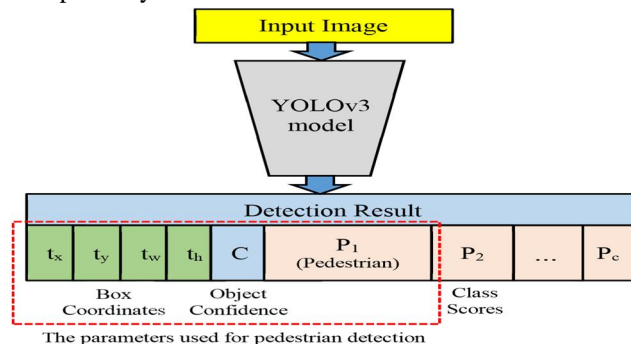 Input Image
YOLOv3
model
Detection Result
tx ty tw th C P1 P2 ... Pc
(Pedestrian)
Box Object Class
Coordinates Confidence Scores
The parameters used for pedestrian detection